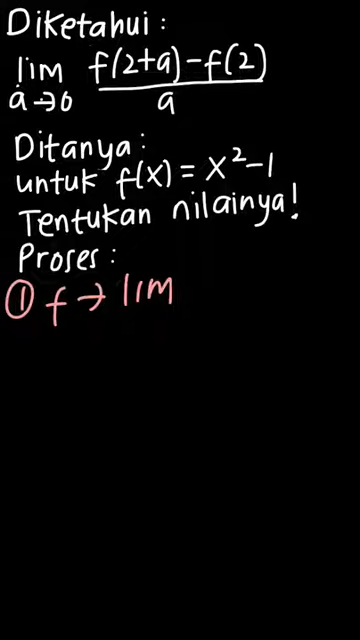 Diketahui:
lim f(2+a)-f(2)
a→0 a
Ditanya:
untuk f(x) = x²-1
Tentukan nilainya!
Proses:
① f → lim